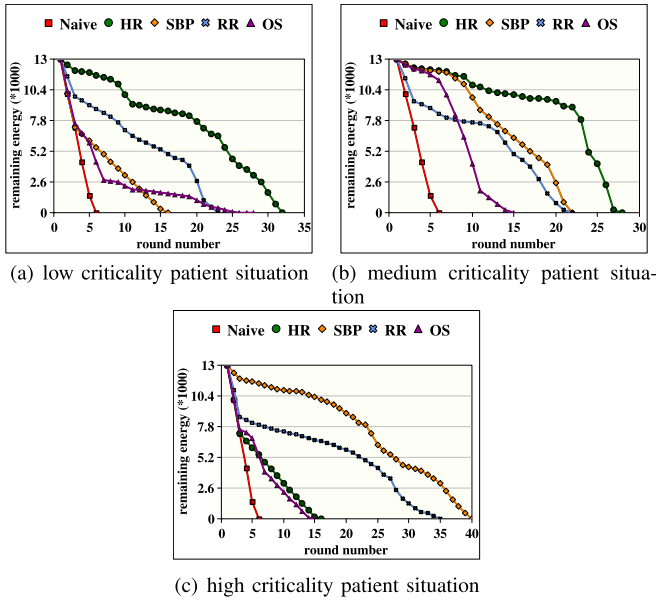 Naive HR SBP RR OS
13
10.4
7.8
5.2
2.6
0
remaining energy (*1000)
0 5 10 15 20 25 30 35
round number
(a) low criticality patient situation
Naive HR SBP RR OS
13
10.4
7.8
5.2
2.6
0
remaining energy (*1000)
0 5 10 15 20 25 30
round number
(b) medium criticality patient situa-
tion
Naive HR SBP RR OS
13
10.4
7.8
5.2
2.6
0
remaining energy (*1000)
0 5 10 15 20 25 30 35 40
round number
(c) high criticality patient situation